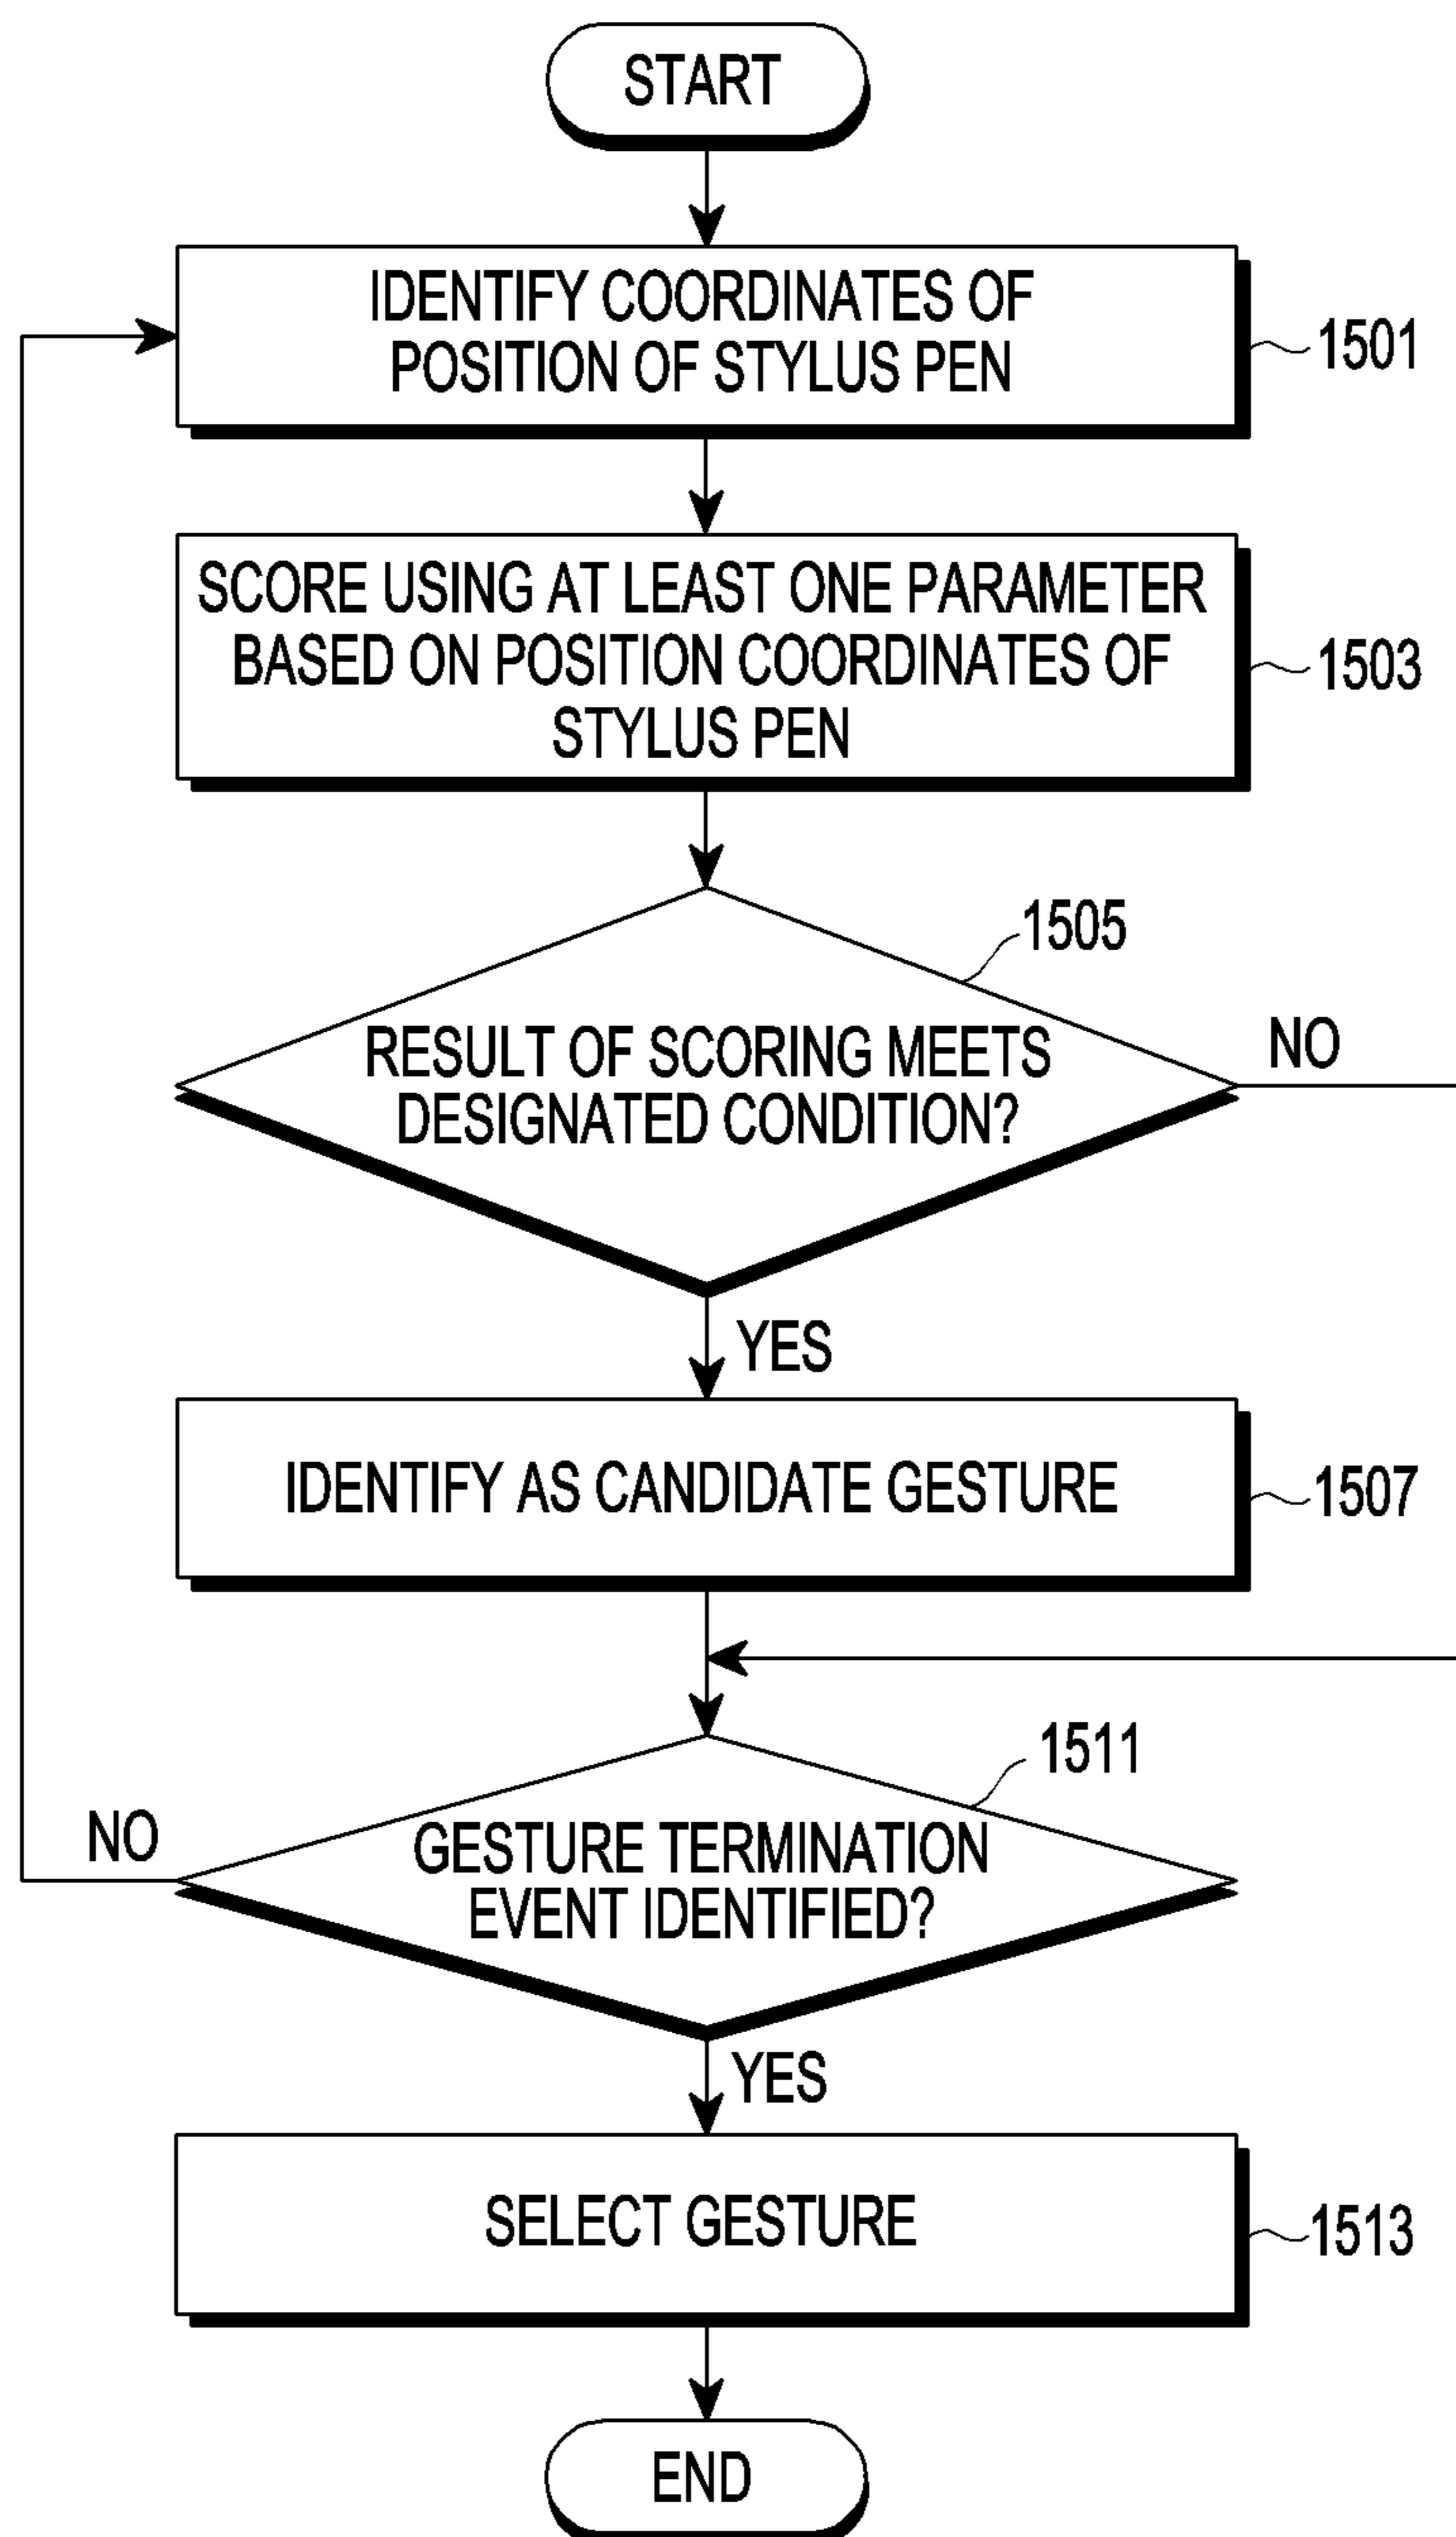 START
IDENTIFY COORDINATES OF
POSITION OF STYLUS PEN
1501
SCORE USING AT LEAST ONE PARAMETER
BASED ON POSITION COORDINATES OF
STYLUS PEN
1503
1505
RESULT OF SCORING MEETS
DESIGNATED CONDITION?
NO
YES
IDENTIFY AS CANDIDATE GESTURE
1507
1511
GESTURE TERMINATION
EVENT IDENTIFIED?
NO
YES
SELECT GESTURE
1513
END